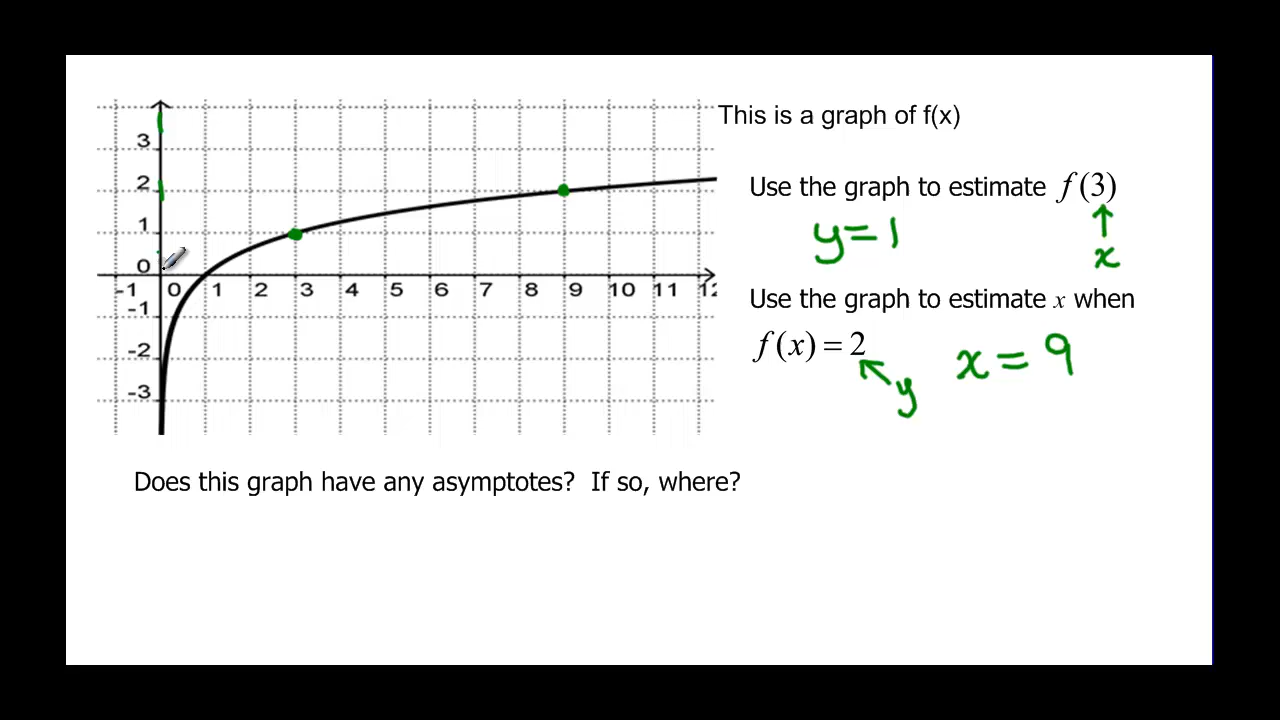 This is a graph of f(x)
3
2
1
0
-1 0 1 2 3 4 5 6 7 8 9 10 11 12
-1
-2
-3
Use the graph to estimate f(3)
y=1
x
Use the graph to estimate x when
f(x)=2
x=9
y
Does this graph have any asymptotes? If so, where?